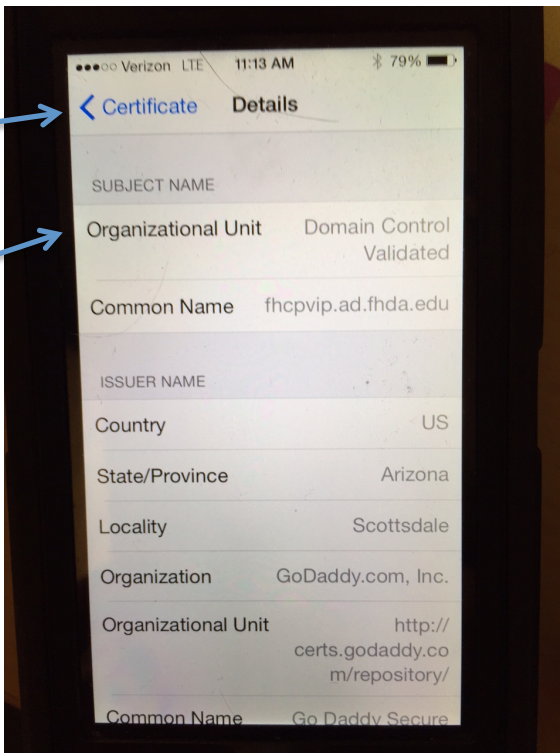 Verizon LTE 11:13 AM 79%
Certificate Details
SUBJECT NAME
Organizational Unit Domain Control
Validated
Common Name fhcpvip.ad.fhda.edu
ISSUER NAME
Country US
State/Province Arizona
Locality Scottsdale
Organization GoDaddy.com, Inc.
Organizational Unit http://
certs.godaddy.co
m/repository/
Common Name Go Daddy Secure